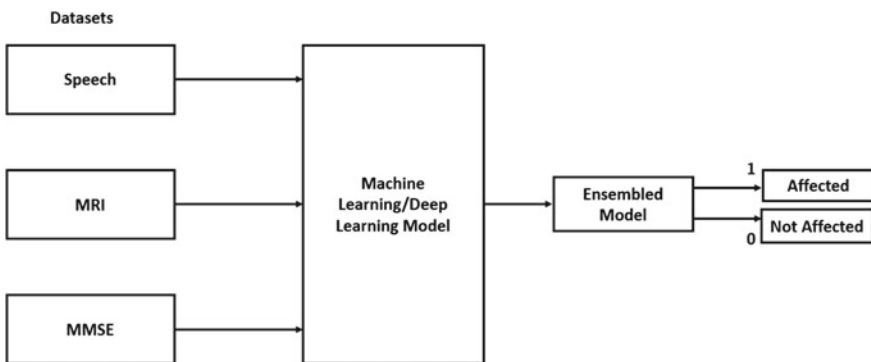 Datasets
Speech
MRI
MMSE
Machine
Learning/Deep
Learning Model
Ensembled
Model
1
Affected
Not Affected
0